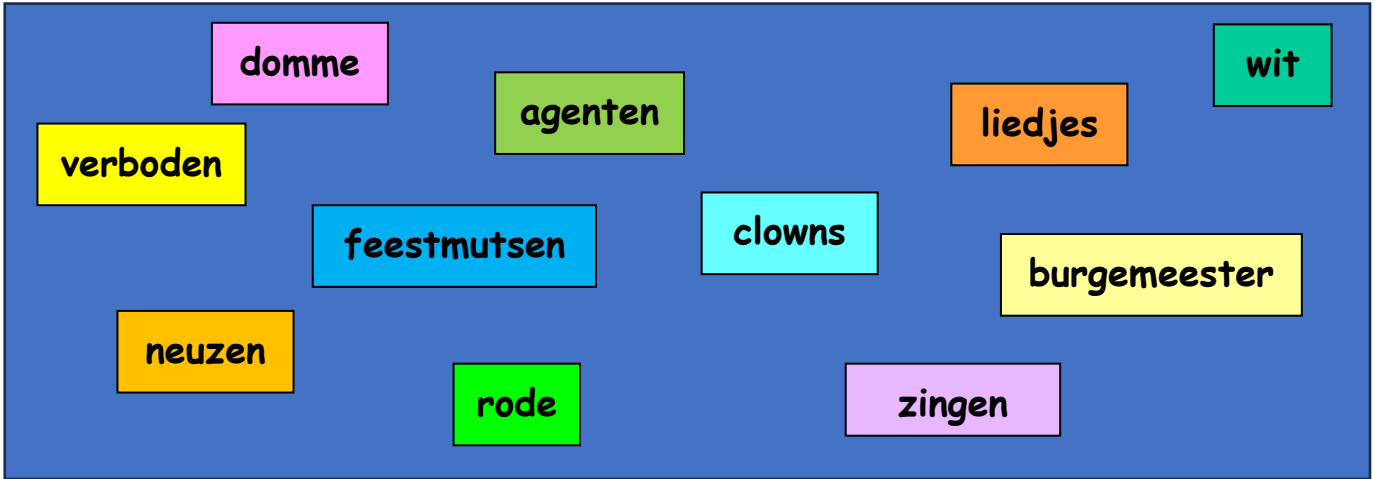 domme
wit
agenten
liedjes
verboden
clowns
feestmutsen
burgemeester
neuzen
rode
zingen